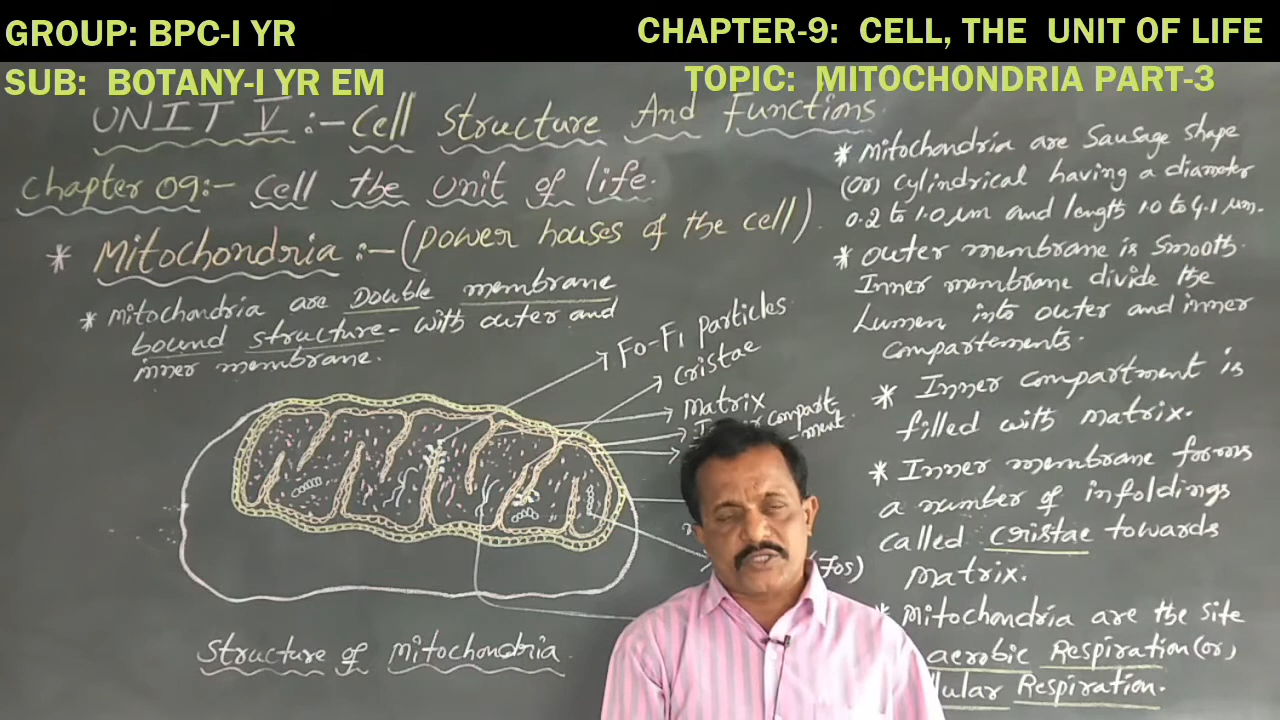 GROUP: BPC-I YR
CHAPTER-9: CELL, THE UNIT OF LIFE
SUB: BOTANY-I YR EM
TOPIC: MITOCHONDRIA PART-3
UNIT V :- Cell Structure And Functions
Chapter 09:- Cell the Unit of life.
* Mitochondria :- (power houses of the cell).
* Mitochondria are Double membrane
bound structure - with outer and
inner membrane.
Fo-F1 Particles
Cristae
Matrix
compart-
-ment
(Jos)
Structure of Mitochondria
* Mitochondria are Sausage shape
(or) cylindrical having a diameter
0.2 to 1.0 µm and length 1.0 to 4.1 µm.
* Outer membrane is Smooth.
Inner membrane divide the
Lumen into outer and inner
compartements.
* Inner compartment is
filled with matrix.
* Inner membrane forms
a number of infoldings
called Cristae towards
Matrix.
* Mitochondria are the site
aerobic Respiration (or)
lular Respiration.